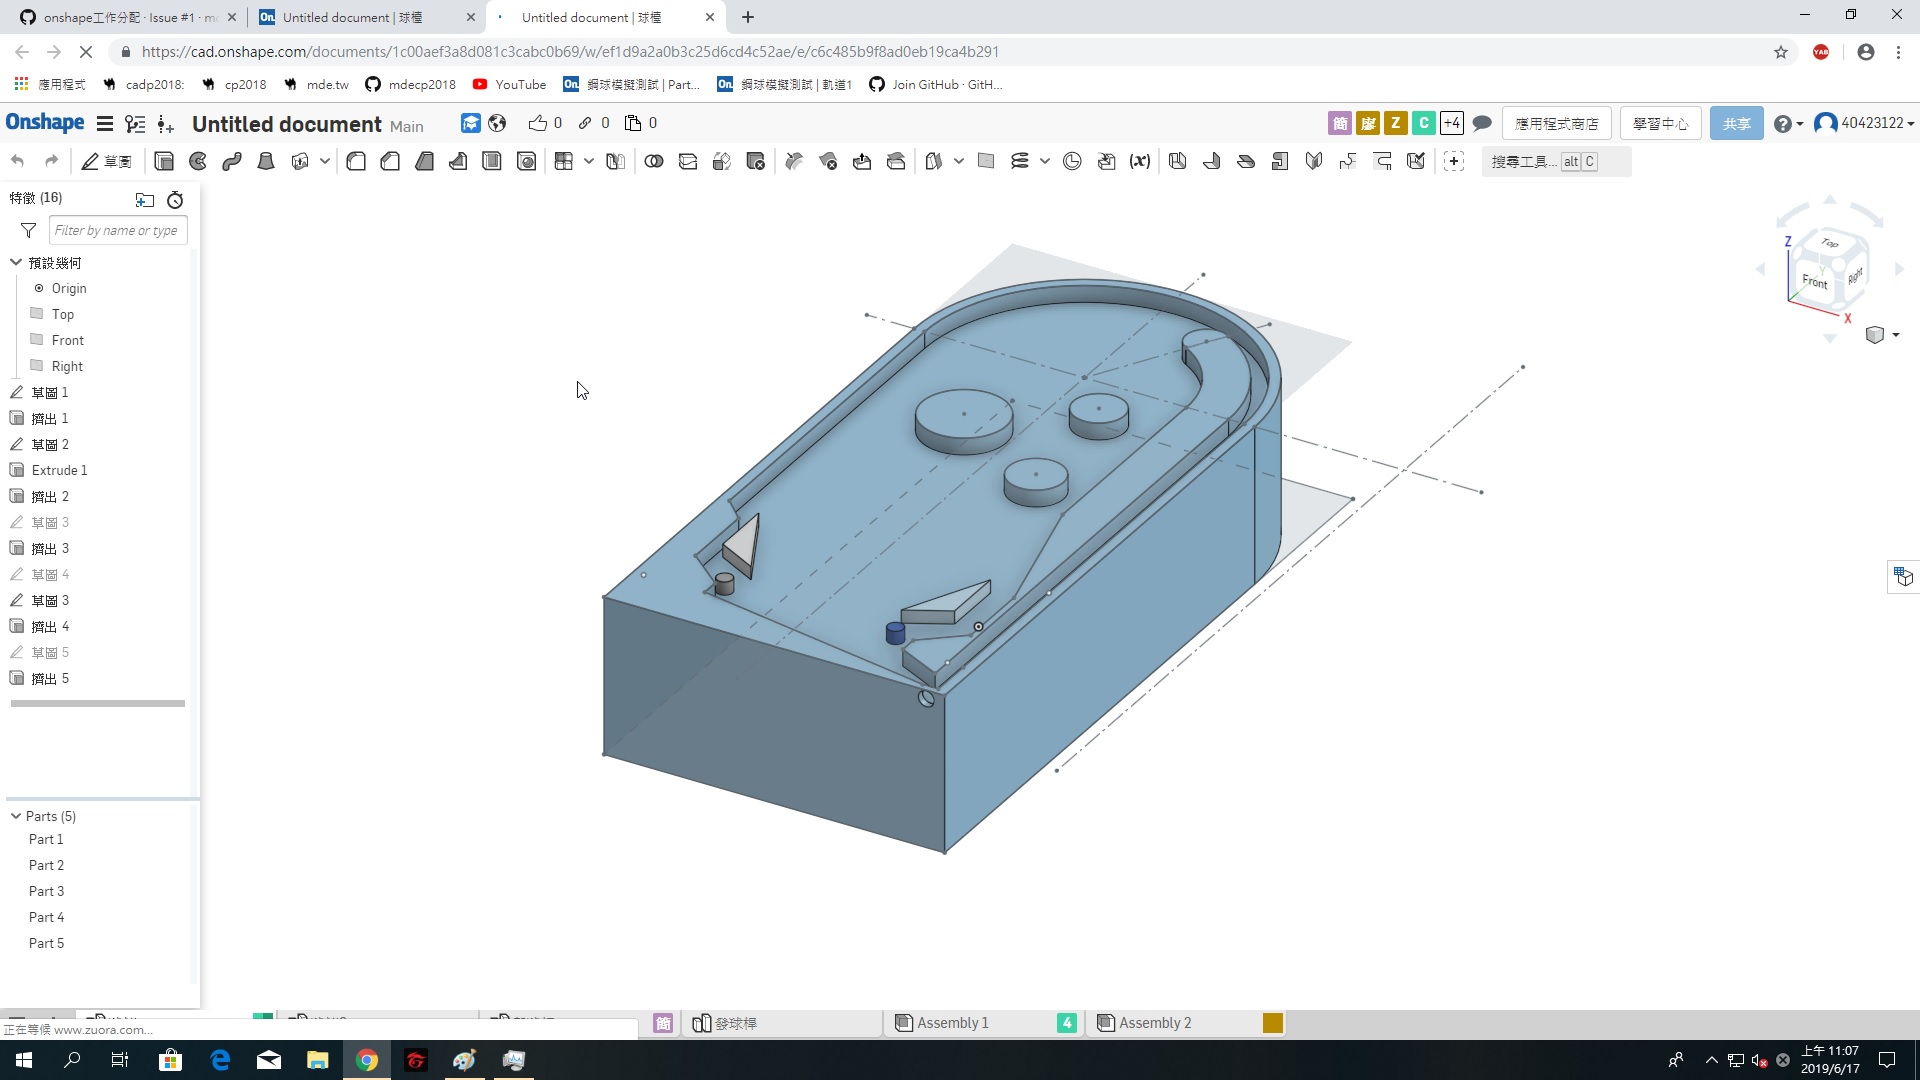 onshape工作分配 · Issue #1 · m
Untitled document | 球檯
Untitled document | 球檯
https://cad.onshape.com/documents/1c00aef3a8d081c3cabc0b69/w/ef1d9a2a0b3c25d6cd4c52ae/e/c6c485b9f8ad0eb19ca4b291
YAB
應用程式
cadp2018:
cp2018
mde.tw
mdecp2018
YouTube
On. 鋼球模擬測試 | Part...
On. 鋼球模擬測試 | 軌道1
Join GitHub · GitH...
Onshape
Untitled document Main
0
0
0
簡 廖 Z C +4
應用程式商店
學習中心
共享
40423122
草圖
(x)
搜尋工具... alt C
特徵 (16)
Filter by name or type
預設幾何
Origin
Top
Front
Right
草圖 1
擠出 1
草圖 2
Extrude 1
擠出 2
草圖 3
擠出 3
草圖 4
草圖 3
擠出 4
草圖 5
擠出 5
Parts (5)
Part 1
Part 2
Part 3
Part 4
Part 5
Z
Top
Front
Right
Y
X
正在等候 www.zuora.com...
簡
發球桿
Assembly 1
4
Assembly 2
上午 11:07
2019/6/17